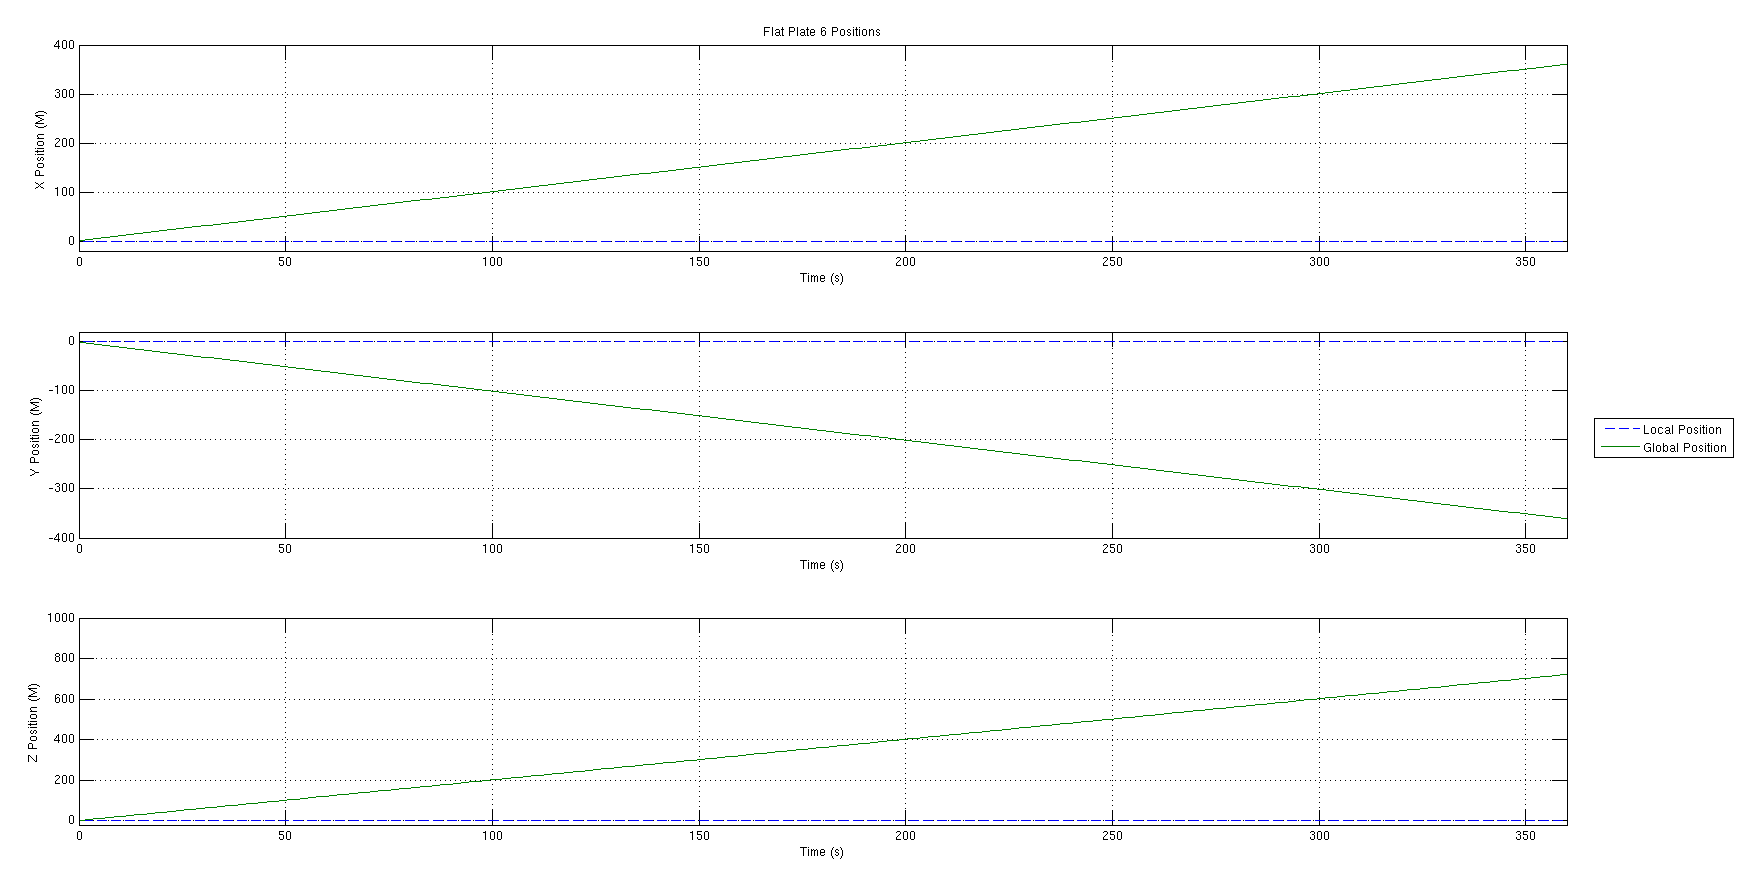 Flat Plate 6 Positions
400
300
200
100
0
X Position (M)
0 50 100 150 200 250 300 350
Time (s)
0
-100
-200
-300
-400
Y Position (M)
0 50 100 150 200 250 300 350
Time (s)
Local Position
Global Position
1000
800
600
400
200
0
Z Position (M)
0 50 100 150 200 250 300 350
Time (s)